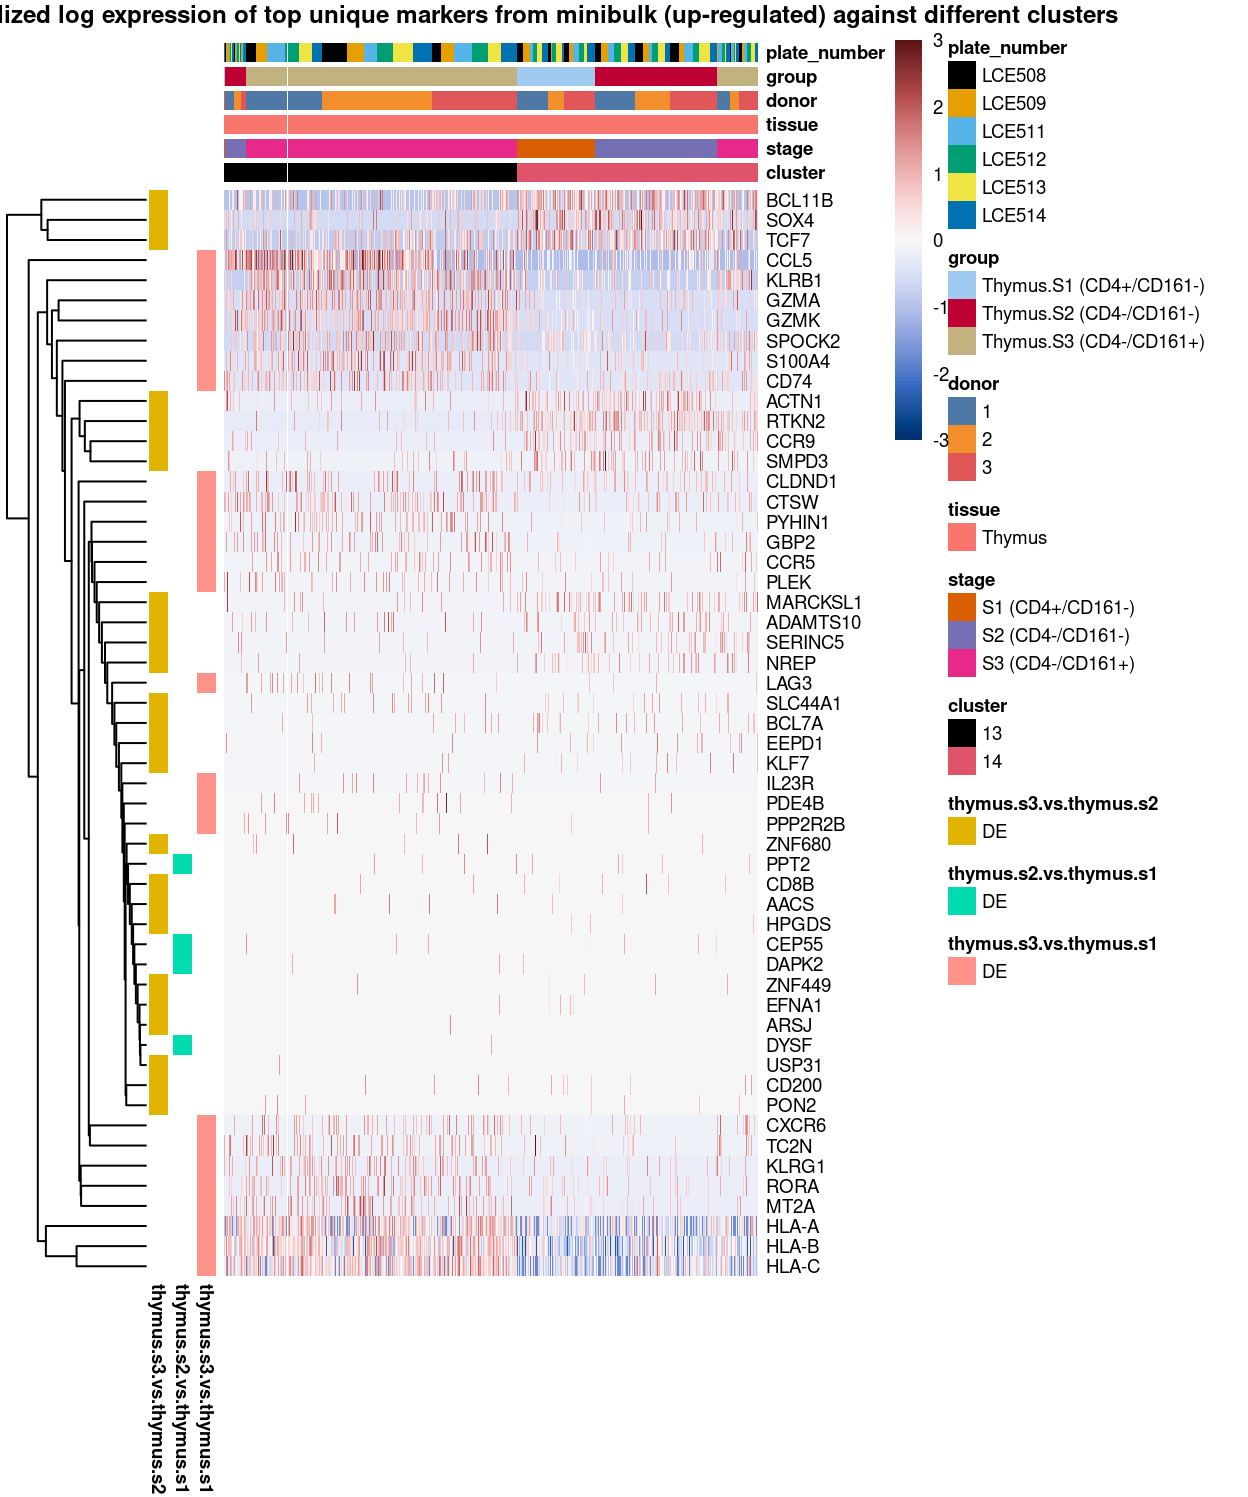 lized log expression of top unique markers from minibulk (up-regulated) against different clusters
plate_number
group
donor
tissue
stage
cluster
BCL11B
SOX4
TCF7
CCL5
KLRB1
GZMA
GZMK
SPOCK2
S100A4
CD74
ACTN1
RTKN2
CCR9
SMPD3
CLDND1
CTSW
PYHIN1
GBP2
CCR5
PLEK
MARCKSL1
ADAMTS10
SERINC5
NREP
LAG3
SLC44A1
BCL7A
EEPD1
KLF7
IL23R
PDE4B
PPP2R2B
ZNF680
PPT2
CD8B
AACS
HPGDS
CEP55
DAPK2
ZNF449
EFNA1
ARSJ
DYSF
USP31
CD200
PON2
CXCR6
TC2N
KLRG1
RORA
MT2A
HLA-A
HLA-B
HLA-C
thymus.s3.vs.thymus.s2
thymus.s2.vs.thymus.s1
thymus.s3.vs.thymus.s1
3
2
1
0
-1
-2
-3
plate_number
LCE508
LCE509
LCE511
LCE512
LCE513
LCE514
group
Thymus.S1 (CD4+/CD161-)
Thymus.S2 (CD4-/CD161-)
Thymus.S3 (CD4-/CD161+)
donor
1
2
3
tissue
Thymus
stage
S1 (CD4+/CD161-)
S2 (CD4-/CD161-)
S3 (CD4-/CD161+)
cluster
13
14
thymus.s3.vs.thymus.s2
DE
thymus.s2.vs.thymus.s1
DE
thymus.s3.vs.thymus.s1
DE